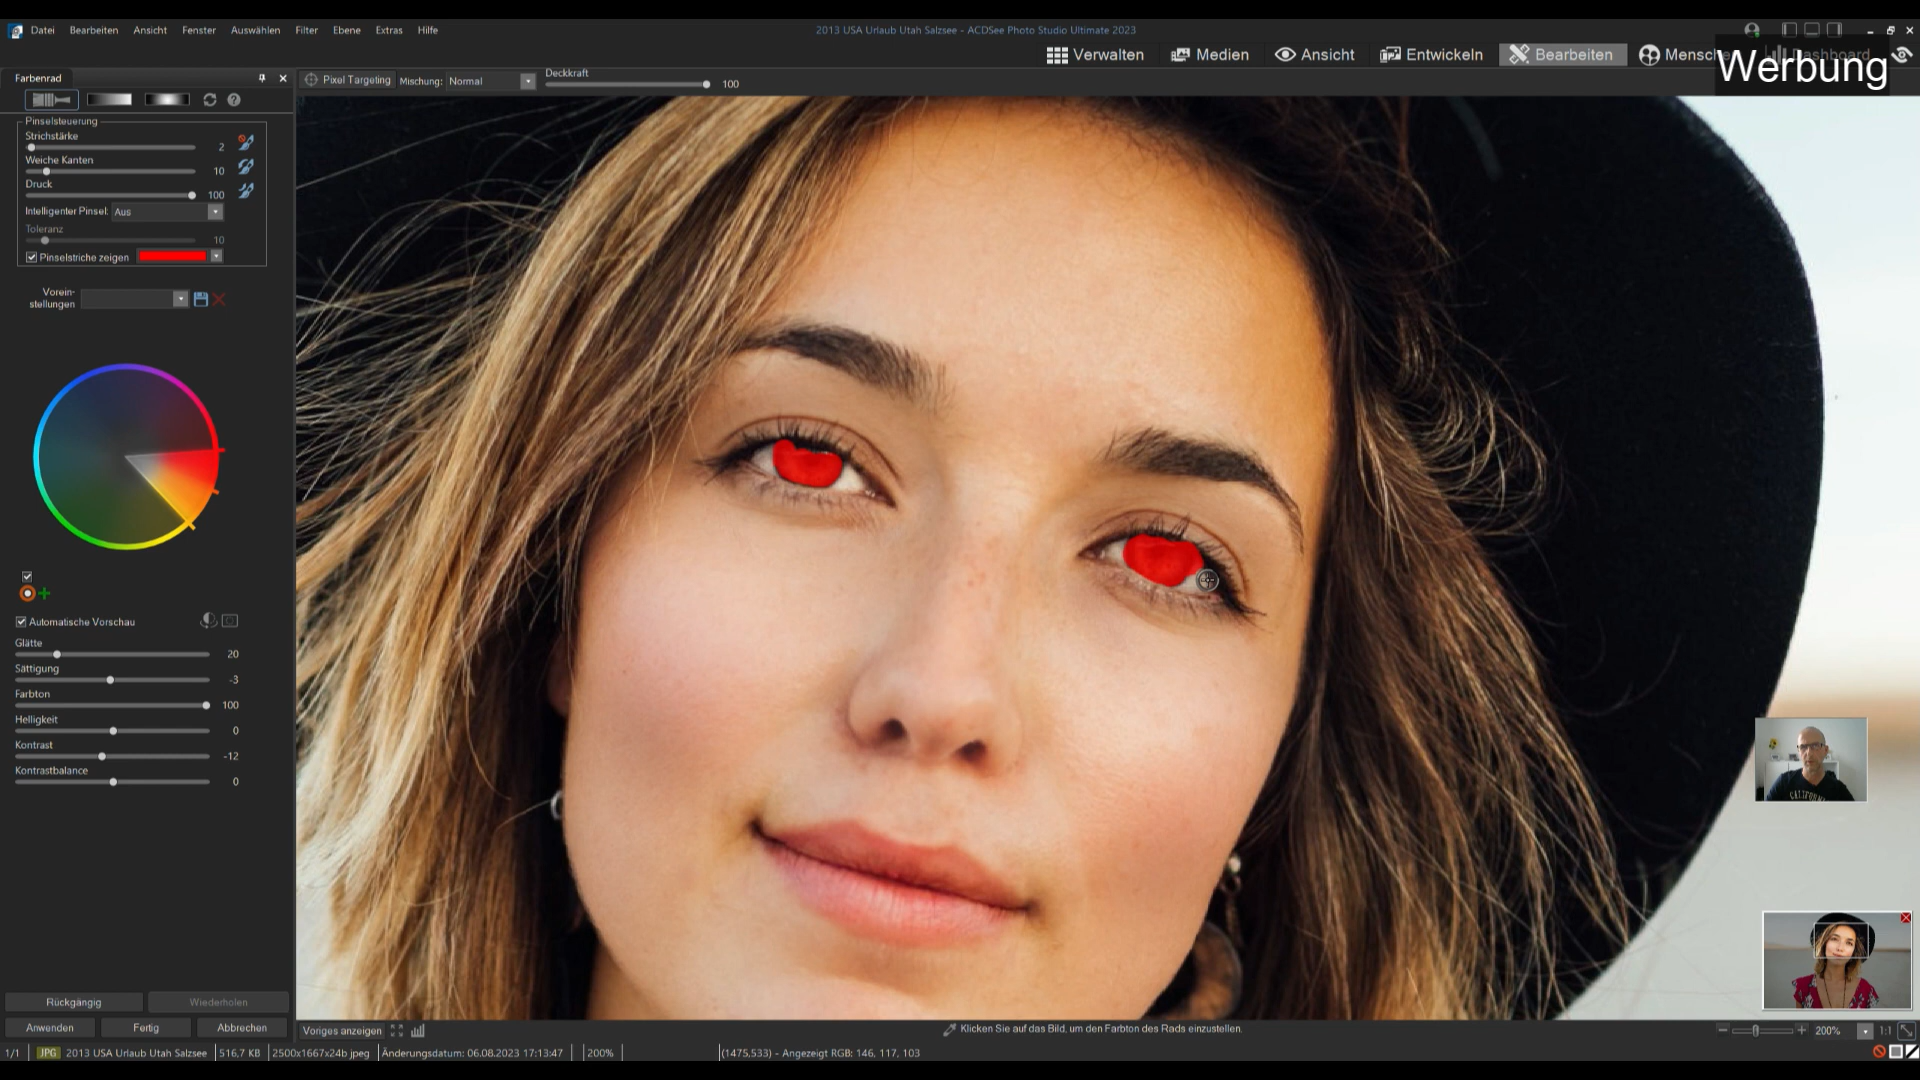 Datei Bearbeiten Ansicht Fenster Auswählen Filter Ebene Extras Hilfe
2013 USA Urlaub Utah Salzsee - ACDSee Photo Studio Ultimate 2023
Verwalten Medien Ansicht Entwickeln Bearbeiten Mensche Dashboard
Werbung
Farbenrad
Pixel Targeting Mischung: Normal Deckkraft 100
Pinselsteuerung
Strichstärke
2
Weiche Kanten
10
Druck
100
Intelligenter Pinsel: Aus
Toleranz
10
Pinselstriche zeigen
Vorein-
stellungen
Automatische Vorschau
Glätte
20
Sättigung
-3
Farbton
100
Helligkeit
0
Kontrast
-12
Kontrastbalance
0
CALIFORNIA
Rückgängig Wiederholen
Anwenden Fertig Abbrechen
Voriges anzeigen
Klicken Sie auf das Bild, um den Farbton des Rads einzustellen.
200% 1:1
1/1 JPG 2013 USA Urlaub Utah Salzsee 516,7 KB 2500x1667x24b jpeg Änderungsdatum: 06.08.2023 17:13:47 200% (1475,533) - Angezeigt RGB: 146, 117, 103